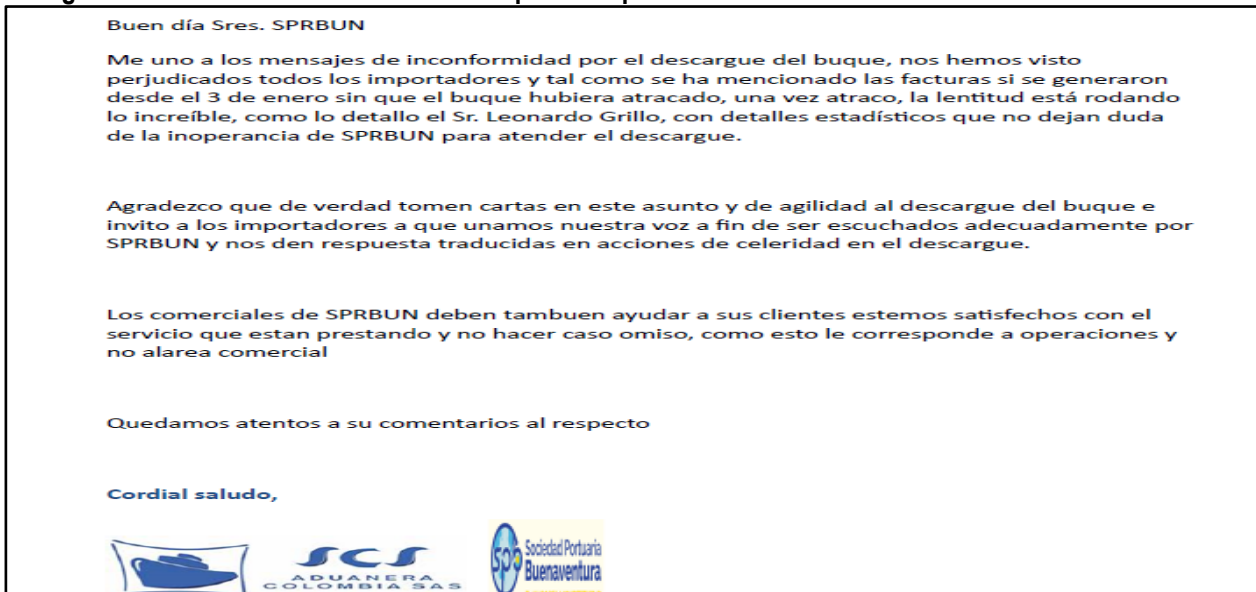 Buen día Sres. SPRBUN
Me uno a los mensajes de inconformidad por el descargue del buque, nos hemos visto
perjudicados todos los importadores y tal como se ha mencionado las facturas si se generaron
desde el 3 de enero sin que el buque hubiera atracado, una vez atraco, la lentitud está rodando
lo increíble, como lo detallo el Sr. Leonardo Grillo, con detalles estadísticos que no dejan duda
de la inoperancia de SPRBUN para atender el descargue.
Agradezco que de verdad tomen cartas en este asunto y de agilidad al descargue del buque e
invito a los importadores a que unamos nuestra voz a fin de ser escuchados adecuadamente por
SPRBUN y nos den respuesta traducidas en acciones de celeridad en el descargue.
Los comerciales de SPRBUN deben tambuen ayudar a sus clientes estemos satisfechos con el
servicio que estan prestando y no hacer caso omiso, como esto le corresponde a operaciones y
no alarea comercial
Quedamos atentos a su comentarios al respecto
Cordial saludo,
SCS
ADUANERA
COLOMBIA SAS
spb
Sociedad Portuaria
Buenaventura